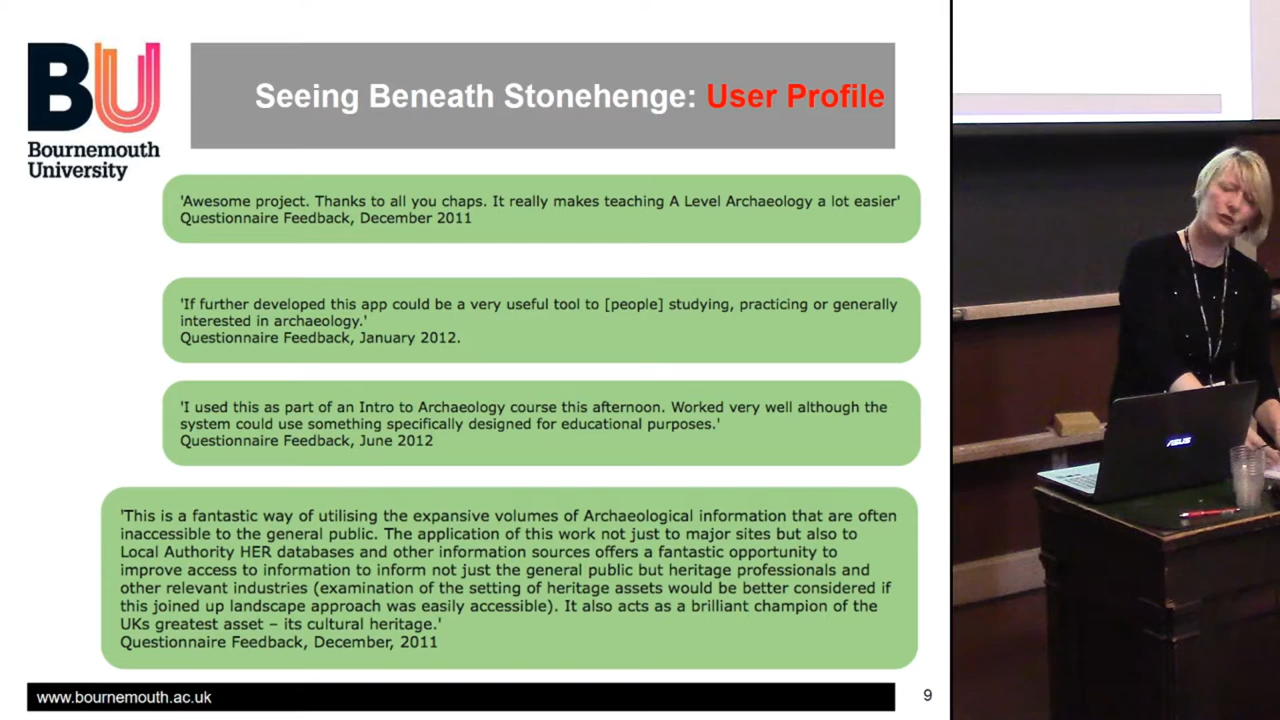 BU
Bournemouth
University
Seeing Beneath Stonehenge: User Profile
'Awesome project. Thanks to all you chaps. It really makes teaching A Level Archaeology a lot easier'
Questionnaire Feedback, December 2011
'If further developed this app could be a very useful tool to [people] studying, practicing or generally
interested in archaeology.'
Questionnaire Feedback, January 2012.
'I used this as part of an Intro to Archaeology course this afternoon. Worked very well although the
system could use something specifically designed for educational purposes.'
Questionnaire Feedback, June 2012
'This is a fantastic way of utilising the expansive volumes of Archaeological information that are often
inaccessible to the general public. The application of this work not just to major sites but also to
Local Authority HER databases and other information sources offers a fantastic opportunity to
improve access to information to inform not just the general public but heritage professionals and
other relevant industries (examination of the setting of heritage assets would be better considered if
this joined up landscape approach was easily accessible). It also acts as a brilliant champion of the
UKs greatest asset – its cultural heritage.'
Questionnaire Feedback, December, 2011
www.bournemouth.ac.uk
9
ASUS